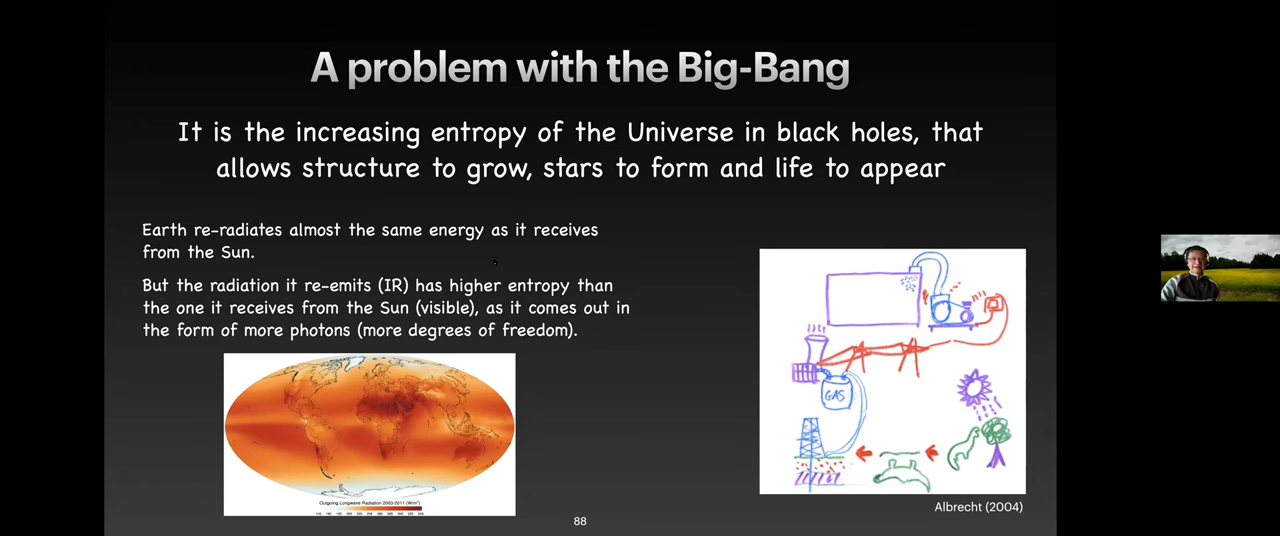 A problem with the Big-Bang
It is the increasing entropy of the Universe in black holes, that
allows structure to grow, stars to form and life to appear
Earth re-radiates almost the same energy as it receives
from the Sun.
But the radiation it re-emits (IR) has higher entropy than
the one it receives from the Sun (visible), as it comes out in
the form of more photons (more degrees of freedom).
GAS
Outgoing Longwave Radiation 2003-2011 (W/m²)
Albrecht (2004)
88